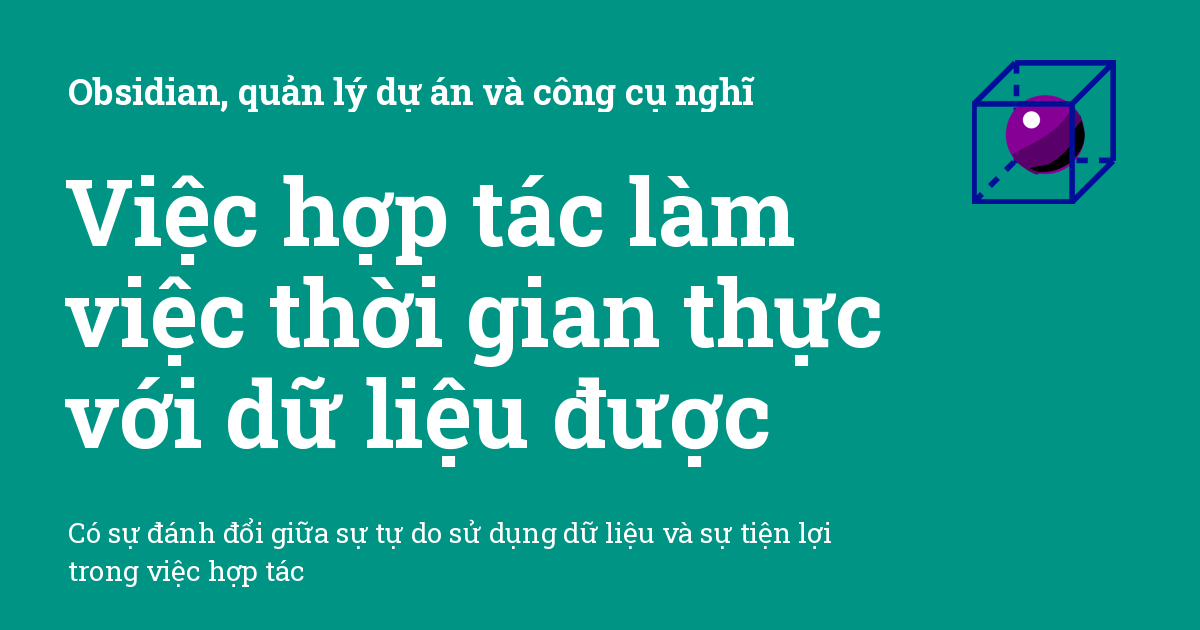 Obsidian, quản lý dự án và công cụ nghĩ
Việc hợp tác làm
việc thời gian thực
với dữ liệu được
Có sự đánh đổi giữa sự tự do sử dụng dữ liệu và sự tiện lợi
trong việc hợp tác